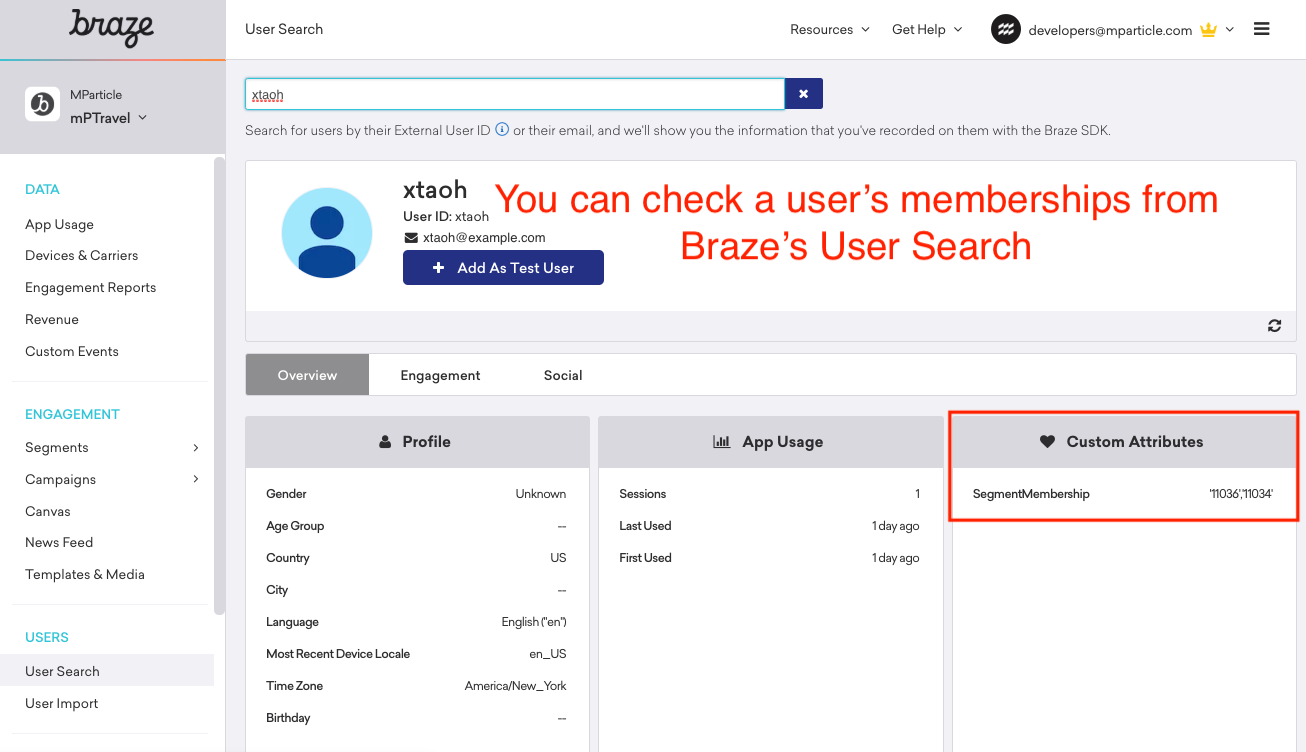 braze
User Search
Resources
Get Help
developers@mparticle.com
MParticle
mPTravel
xtaoh
Search for users by their External User ID or their email, and we'll show you the information that you've recorded on them with the Braze SDK.
DATA
App Usage
Devices & Carriers
Engagement Reports
Revenue
Custom Events
ENGAGEMENT
Segments
Campaigns
Canvas
News Feed
Templates & Media
USERS
User Search
User Import
xtaoh
User ID: xtaoh
xtaoh@example.com
Add As Test User
You can check a user’s memberships from
Braze’s User Search
Overview
Engagement
Social
Profile
Gender Unknown
Age Group --
Country US
City --
Language English ("en")
Most Recent Device Locale en_US
Time Zone America/New_York
Birthday --
App Usage
Sessions 1
Last Used 1 day ago
First Used 1 day ago
Custom Attributes
SegmentMembership '11036','11034'